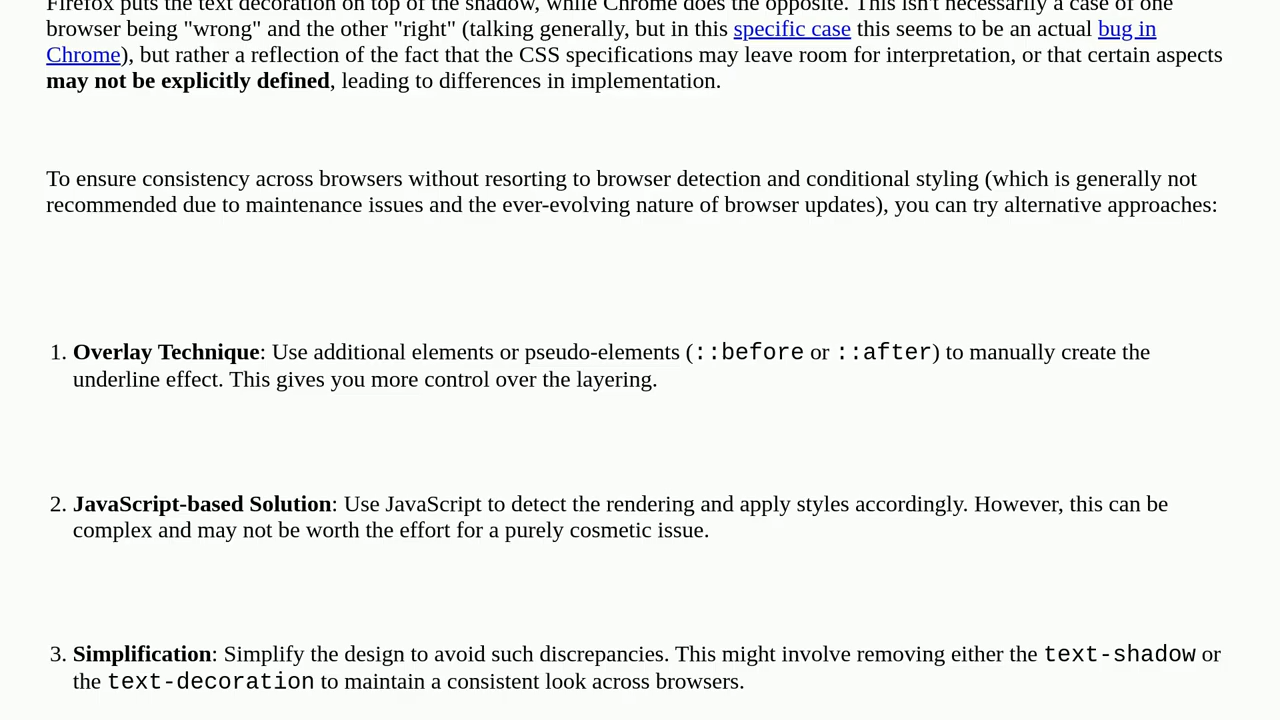 Firefox puts the text decoration on top of the shadow, while Chrome does the opposite. This isn't necessarily a case of one
browser being "wrong" and the other "right" (talking generally, but in this specific case this seems to be an actual bug in
Chrome), but rather a reflection of the fact that the CSS specifications may leave room for interpretation, or that certain aspects
may not be explicitly defined, leading to differences in implementation.
To ensure consistency across browsers without resorting to browser detection and conditional styling (which is generally not
recommended due to maintenance issues and the ever-evolving nature of browser updates), you can try alternative approaches:
1. Overlay Technique: Use additional elements or pseudo-elements (::before or ::after) to manually create the
underline effect. This gives you more control over the layering.
2. JavaScript-based Solution: Use JavaScript to detect the rendering and apply styles accordingly. However, this can be
complex and may not be worth the effort for a purely cosmetic issue.
3. Simplification: Simplify the design to avoid such discrepancies. This might involve removing either the text-shadow or
the text-decoration to maintain a consistent look across browsers.